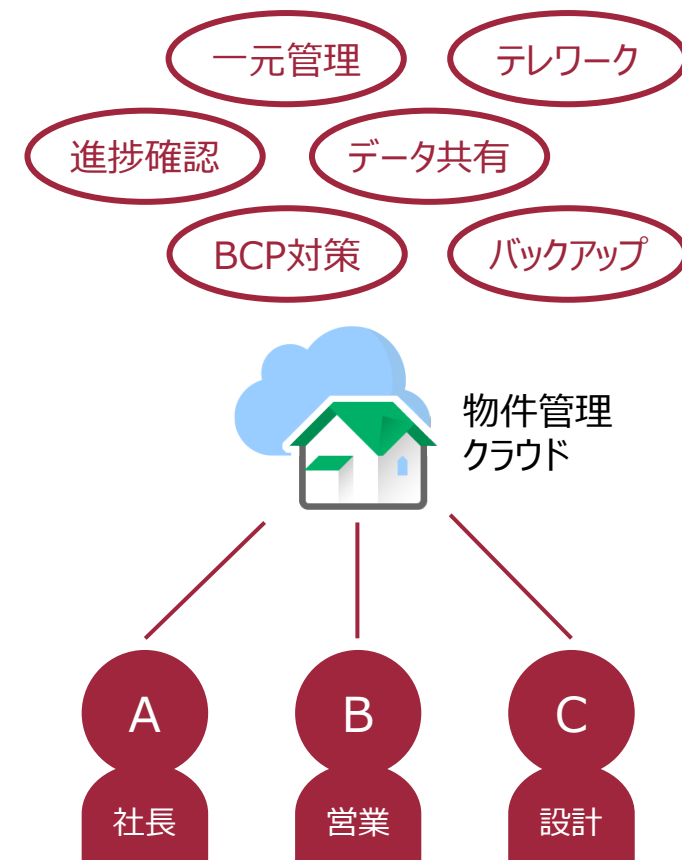 一元管理
テレワーク
進捗確認
データ共有
BCP対策
バックアップ
物件管理
クラウド
A
B
C
社長
営業
設計